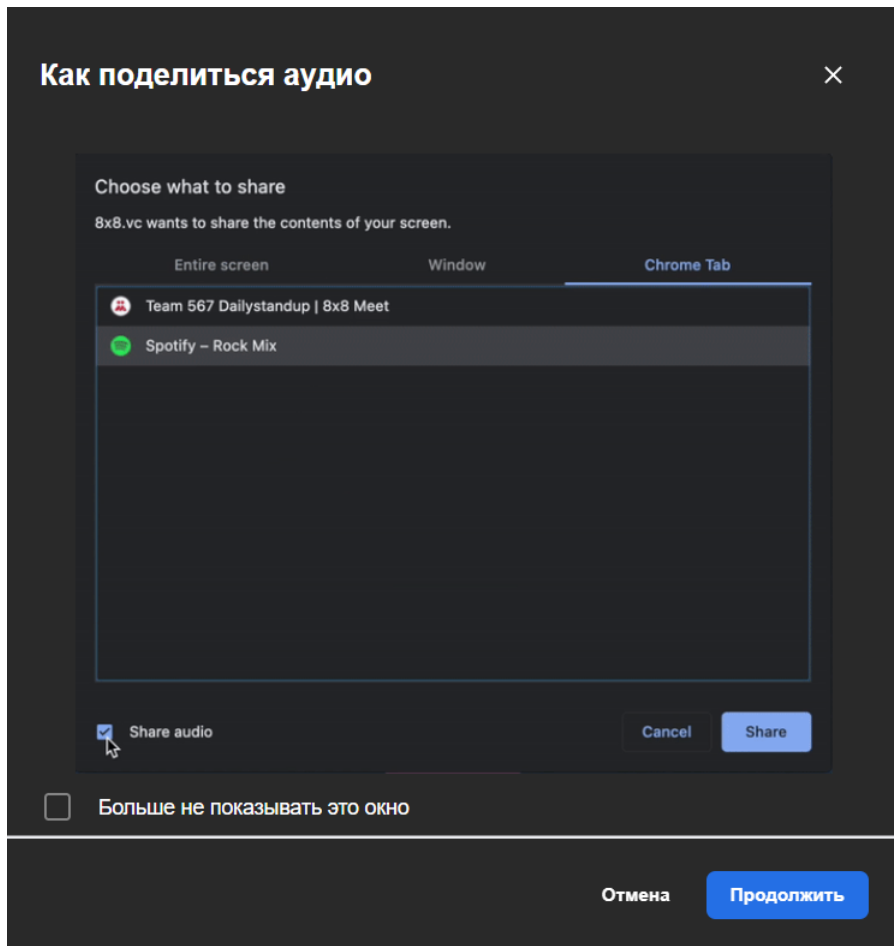 Как поделиться аудио
Choose what to share
8x8.vc wants to share the contents of your screen.
Entire screen Window Chrome Tab
Team 567 Dailystandup | 8x8 Meet
Spotify – Rock Mix
Share audio Cancel Share
Больше не показывать это окно
Отмена Продолжить